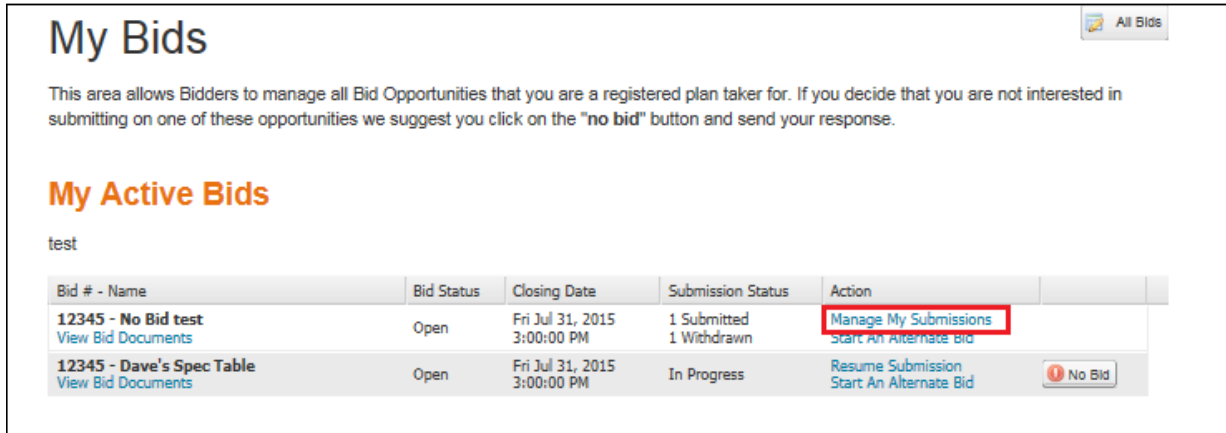 My Bids
All Bids
This area allows Bidders to manage all Bid Opportunities that you are a registered plan taker for. If you decide that you are not interested in
submitting on one of these opportunities we suggest you click on the "no bid" button and send your response.
My Active Bids
test
Bid # - Name Bid Status Closing Date Submission Status Action
12345 - No Bid test Open Fri Jul 31, 2015 1 Submitted Manage My Submissions
View Bid Documents 3:00:00 PM 1 Withdrawn Start An Alternate Bid
12345 - Dave's Spec Table Open Fri Jul 31, 2015 In Progress Resume Submission No Bid
View Bid Documents 3:00:00 PM Start An Alternate Bid